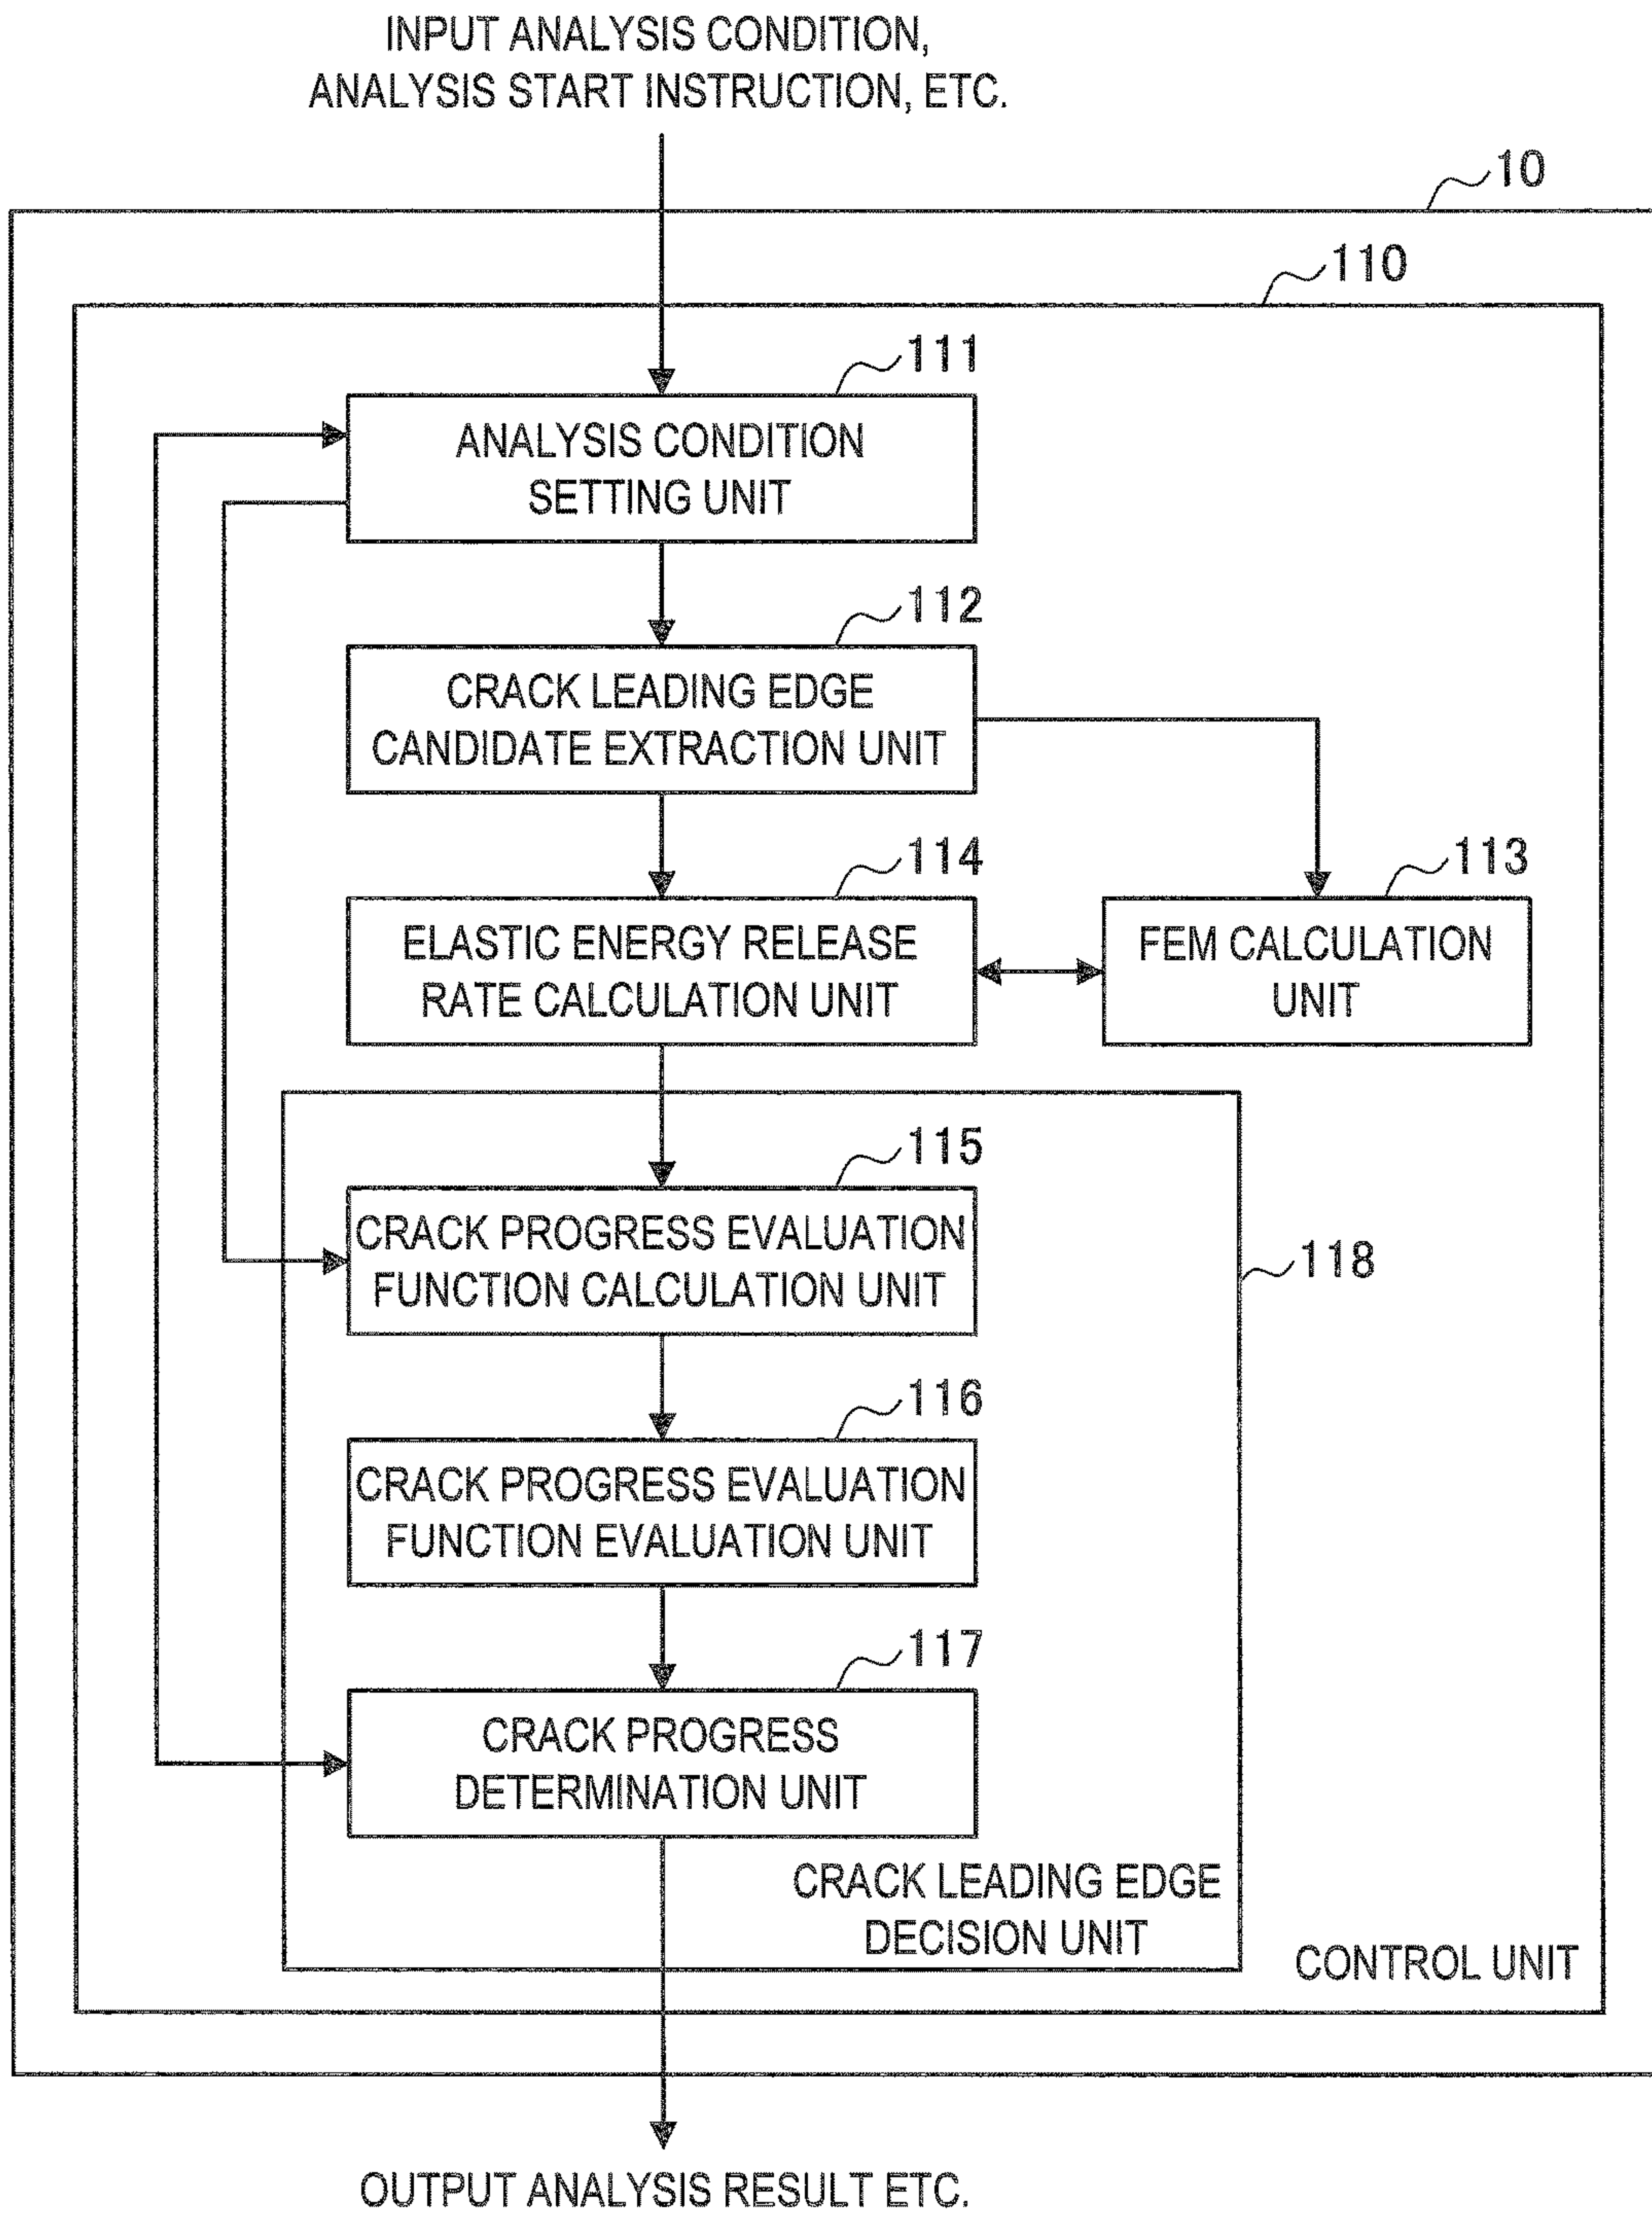 INPUT ANALYSIS CONDITION,
ANALYSIS START INSTRUCTION, ETC.
10
110
111
ANALYSIS CONDITION
SETTING UNIT
112
CRACK LEADING EDGE
CANDIDATE EXTRACTION UNIT
114
ELASTIC ENERGY RELEASE
RATE CALCULATION UNIT
113
FEM CALCULATION
UNIT
115
CRACK PROGRESS EVALUATION
FUNCTION CALCULATION UNIT
118
116
CRACK PROGRESS EVALUATION
FUNCTION EVALUATION UNIT
117
CRACK PROGRESS
DETERMINATION UNIT
CRACK LEADING EDGE
DECISION UNIT
CONTROL UNIT
OUTPUT ANALYSIS RESULT ETC.